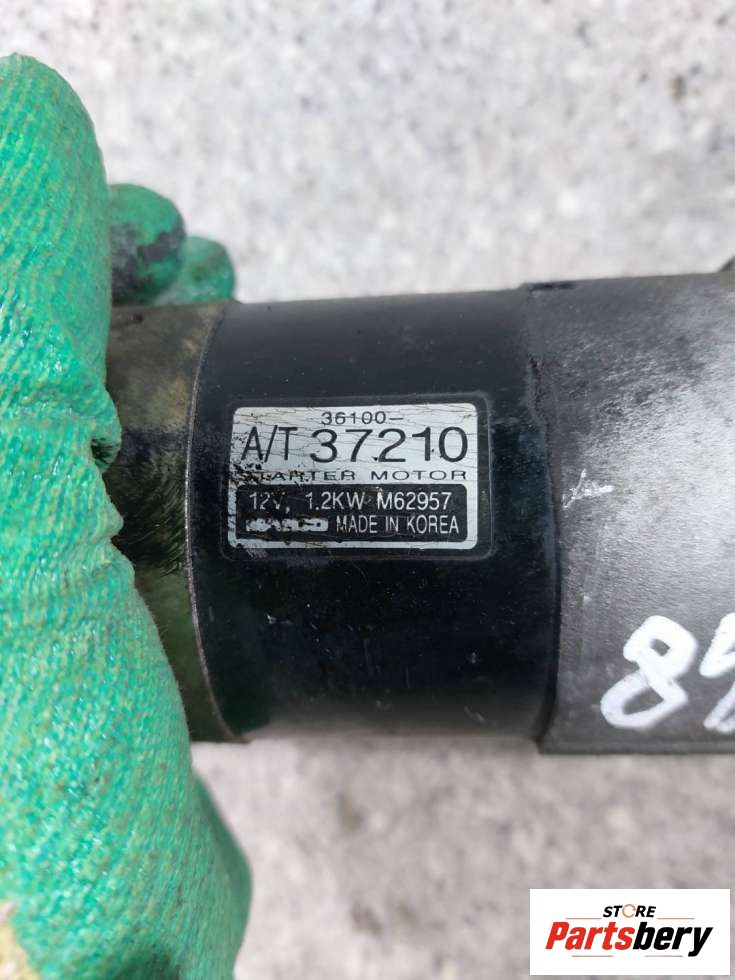 36100-
A/T 37210
STARTER MOTOR
12V, 1.2KW M62957
MADE IN KOREA
STORE
Partsbery